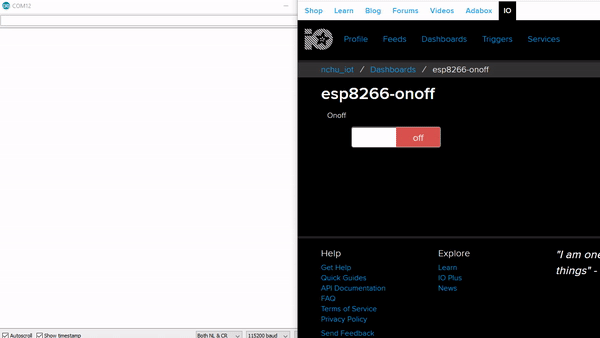 COM12
Autoscroll Show timestamp Both NL & CR 115200 baud
Shop Learn Blog Forums Videos Adabox IO
Profile Feeds Dashboards Triggers Services
nchu_iot / Dashboards / esp8266-onoff
esp8266-onoff
Onoff
off
Help
Get Help
Quick Guides
API Documentation
FAQ
Terms of Service
Privacy Policy
Send Feedback
Explore
Learn
IO Plus
News
"I am one
things" -